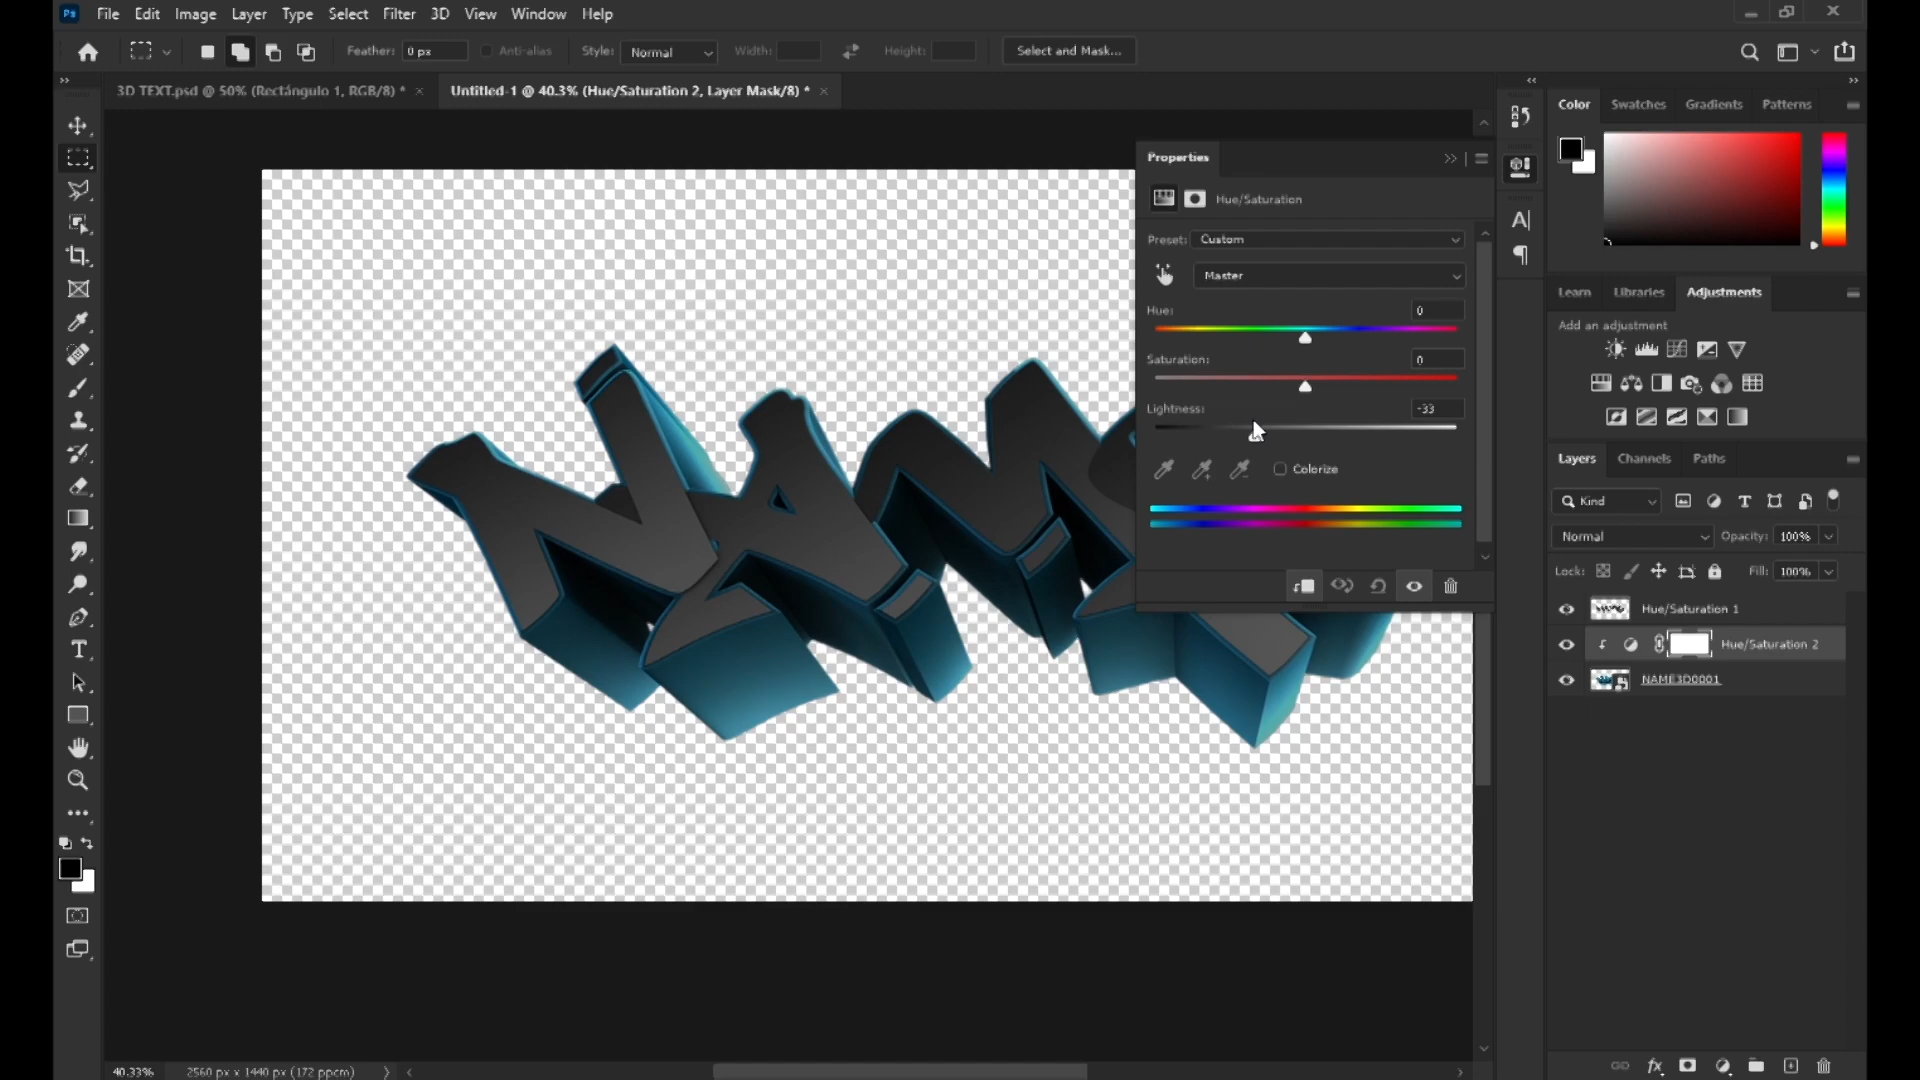 Ps File Edit Image Layer Type Select Filter 3D View Window Help
Feather: 0 px Anti-alias Style: Normal Width: Height: Select and Mask...
3D TEXT.psd @ 50% (Rectángulo 1, RGB/8) * × Untitled-1 @ 40.3% (Hue/Saturation 2, Layer Mask/8) * ×
Properties
Hue/Saturation
Preset: Custom
Master
Hue: 0
Saturation: 0
Lightness: -33
Colorize
NAME
Color Swatches Gradients Patterns
Learn Libraries Adjustments
Add an adjustment
Layers Channels Paths
Kind
Normal Opacity: 100%
Lock: Fill: 100%
Hue/Saturation 1
Hue/Saturation 2
NAME3D0001
40.33% 2560 px x 1440 px (172 ppcm)